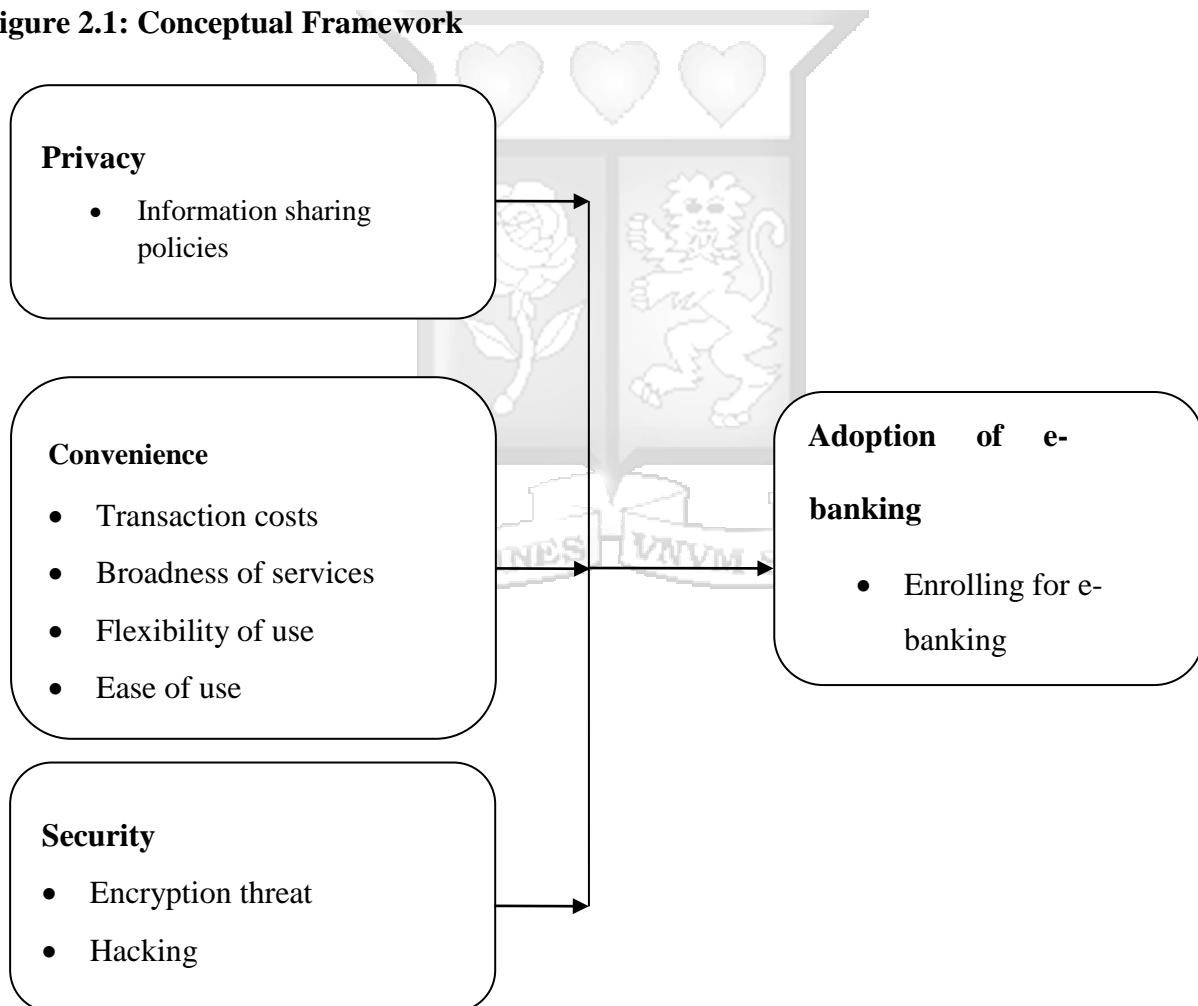 igure 2.1: Conceptual Framework
Privacy
• Information sharing
policies
Convenience
• Transaction costs
• Broadness of services
• Flexibility of use
• Ease of use
Security
• Encryption threat
• Hacking
Adoption of e-
banking
• Enrolling for e-
banking
VNVM